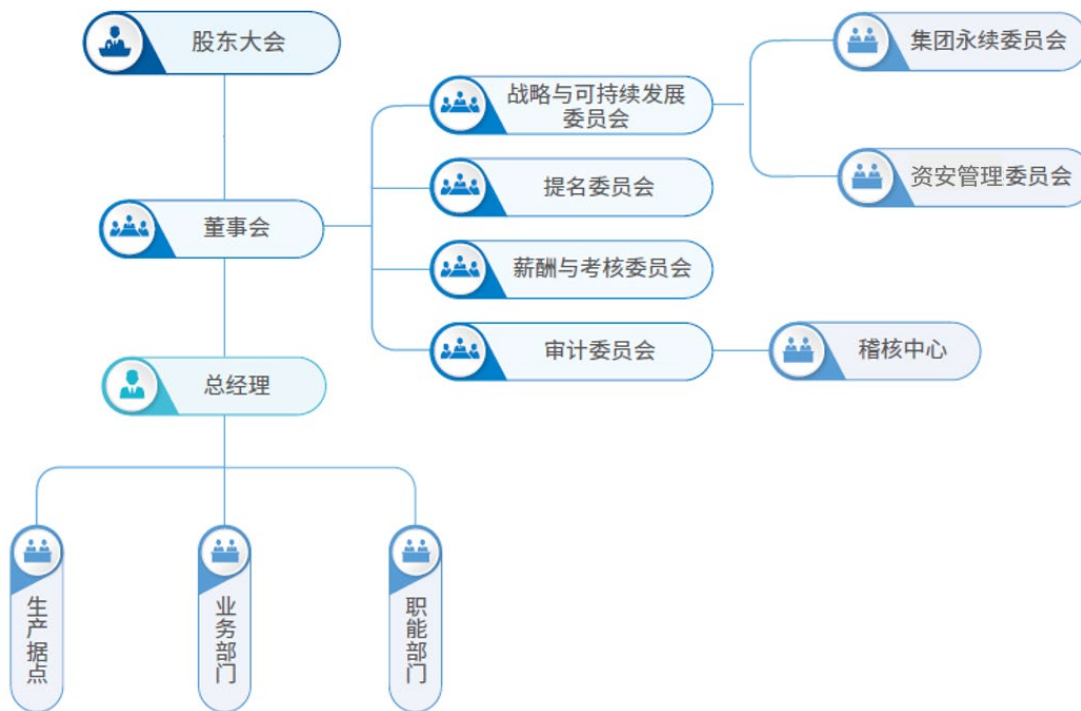 股东大会
集团永续委员会
战略与可持续发展
委员会
资安管理委员会
提名委员会
董事会
薪酬与考核委员会
审计委员会
稽核中心
总经理
生产据点
业务部门
职能部门